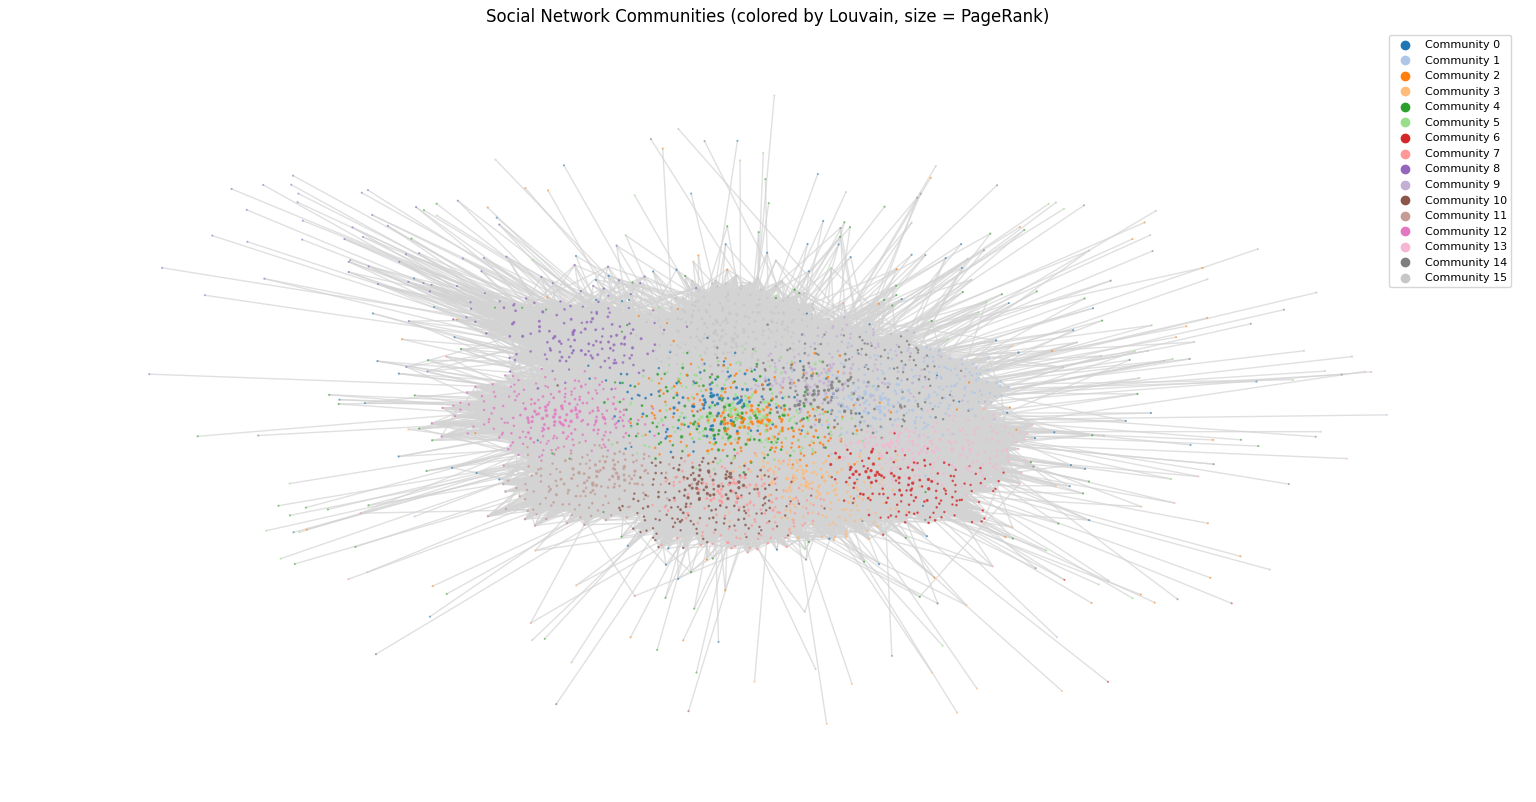 Social Network Communities (colored by Louvain, size = PageRank)
Community 0
Community 1
Community 2
Community 3
Community 4
Community 5
Community 6
Community 7
Community 8
Community 9
Community 10
Community 11
Community 12
Community 13
Community 14
Community 15